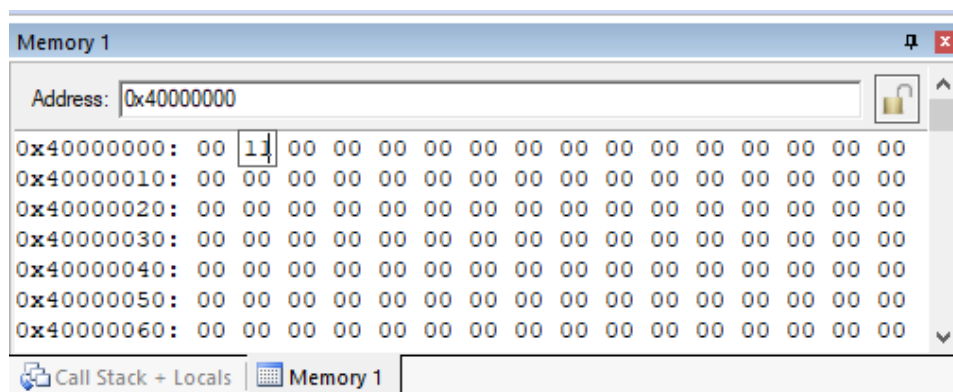 Memory 1
Address: 0x40000000
0x40000000: 00 11 00 00 00 00 00 00 00 00 00 00 00 00 00 00
0x40000010: 00 00 00 00 00 00 00 00 00 00 00 00 00 00 00 00
0x40000020: 00 00 00 00 00 00 00 00 00 00 00 00 00 00 00 00
0x40000030: 00 00 00 00 00 00 00 00 00 00 00 00 00 00 00 00
0x40000040: 00 00 00 00 00 00 00 00 00 00 00 00 00 00 00 00
0x40000050: 00 00 00 00 00 00 00 00 00 00 00 00 00 00 00 00
0x40000060: 00 00 00 00 00 00 00 00 00 00 00 00 00 00 00 00
Call Stack + Locals Memory 1